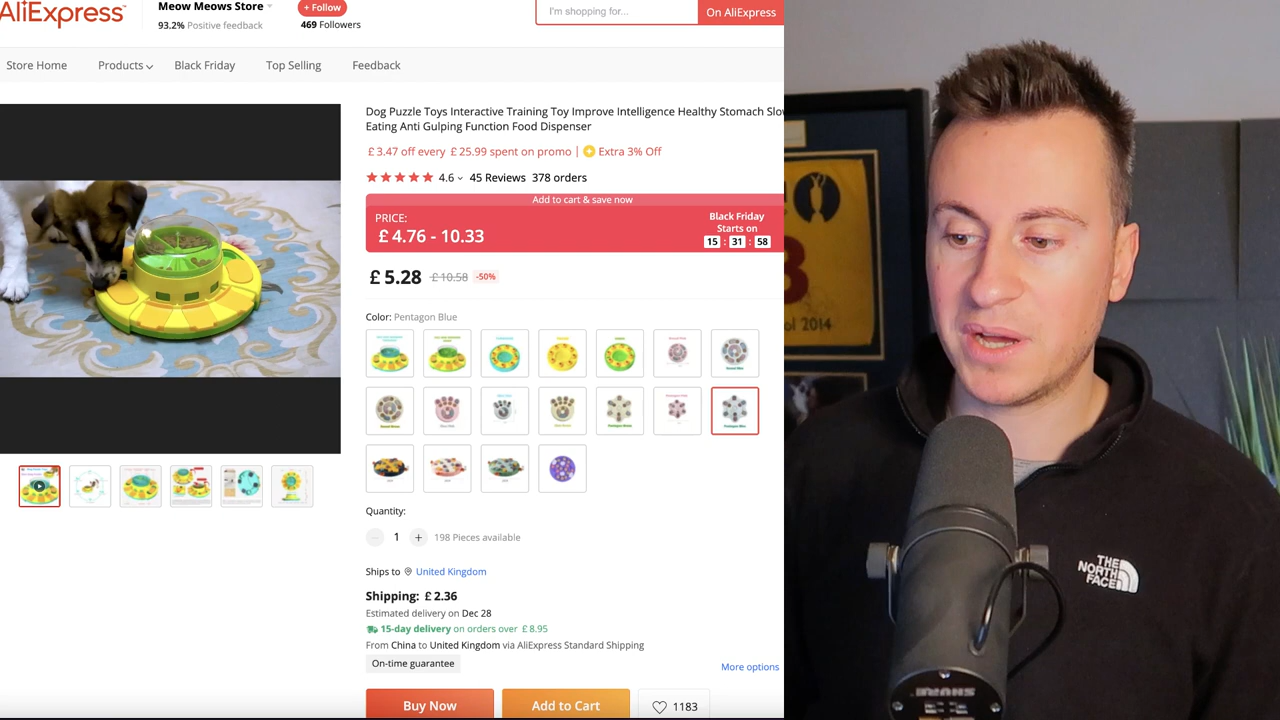 AliExpress
Meow Meows Store
93.2% Positive feedback
+ Follow
469 Followers
I'm shopping for...
On AliExpress
Store Home
Products
Black Friday
Top Selling
Feedback
Dog Puzzle Toys Interactive Training Toy Improve Intelligence Healthy Stomach Slo
Eating Anti Gulping Function Food Dispenser
£3.47 off every £25.99 spent on promo | Extra 3% Off
4.6
45 Reviews
378 orders
Add to cart & save now
PRICE:
£4.76 - 10.33
Black Friday
Starts on
15 : 31 : 58
£5.28 £10.58 -50%
Color: Pentagon Blue
Quantity:
1 + 198 Pieces available
Ships to United Kingdom
Shipping: £2.36
Estimated delivery on Dec 28
15-day delivery on orders over £8.95
From China to United Kingdom via AliExpress Standard Shipping
On-time guarantee
More options
Buy Now
Add to Cart
1183
8
ol 2014
THE
NORTH
FACE
SHURE